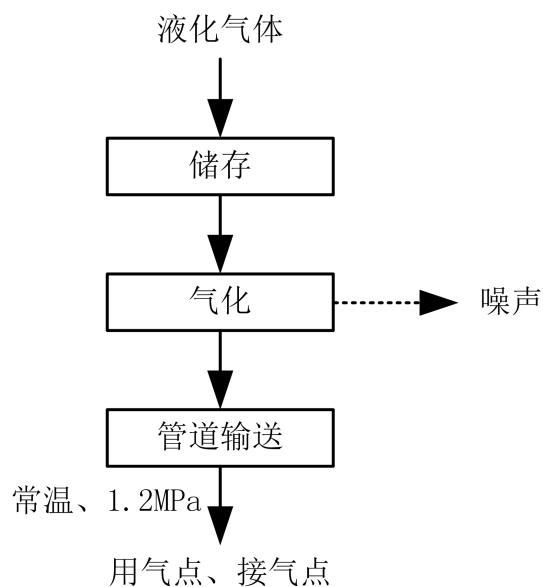 液化气体
储存
气化
噪声
管道输送
常温、1.2MPa
用气点、接气点